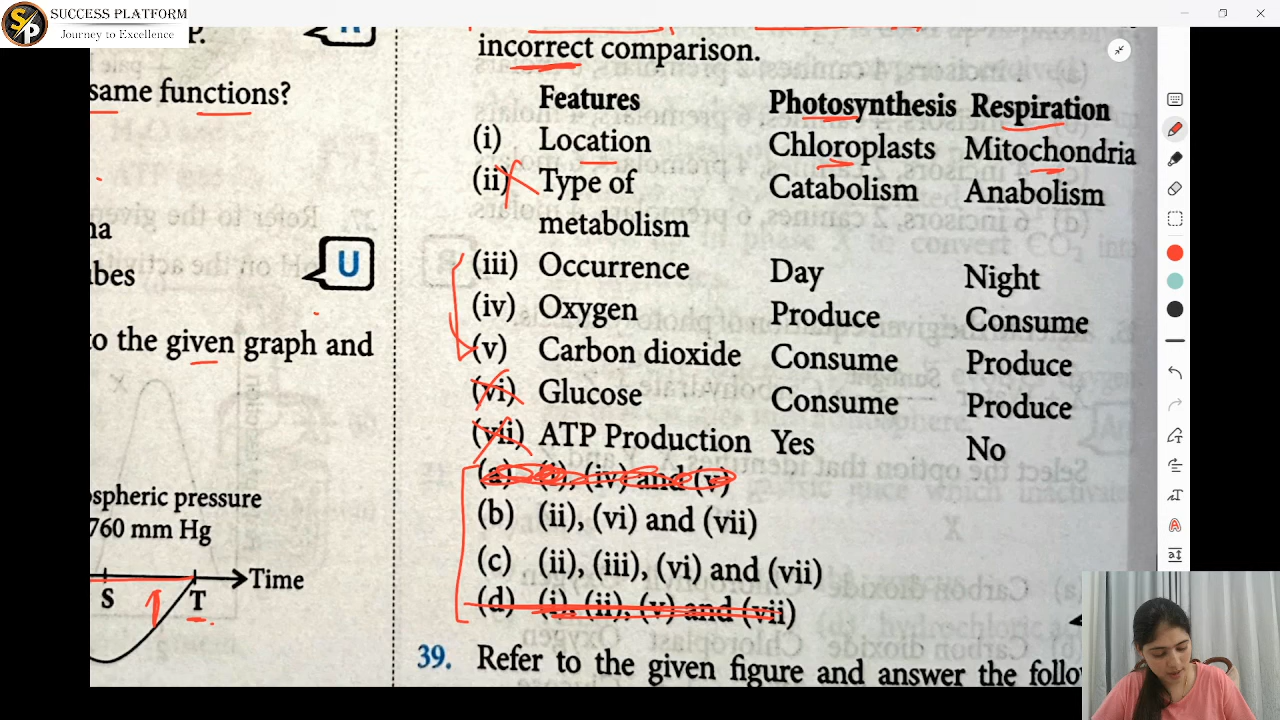 SUCCESS PLATFORM
Journey to Excellence
P.
same functions?
U
to the given graph and
ospheric pressure
760 mm Hg
S
T
Time
incorrect comparison.
Features Photosynthesis Respiration
(i) Location Chloroplasts Mitochondria
(ii) Type of Catabolism Anabolism
metabolism
(iii) Occurrence Day Night
(iv) Oxygen Produce Consume
(v) Carbon dioxide Consume Produce
(vi) Glucose Consume Produce
(vii) ATP Production Yes No
(a) (i), (iv) and (v)
(b) (ii), (vi) and (vii)
(c) (ii), (iii), (vi) and (vii)
(d) (i), (ii), (v) and (vii)
39. Refer to the given figure and answer the follo